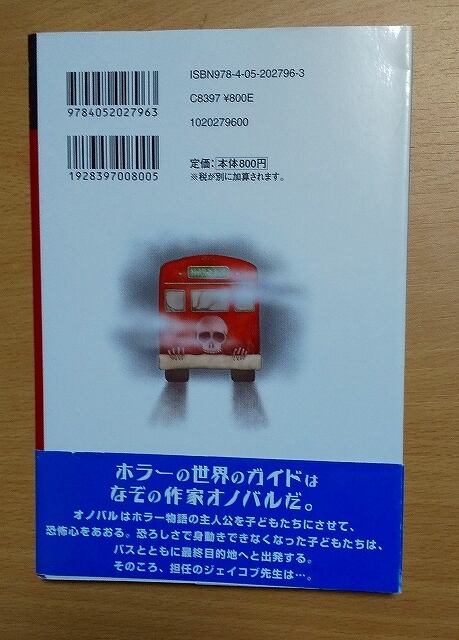 ISBN978-4-05-202796-3
C8397 ¥800E
1020279600
9784052027963
1928397008005
定価：本体800円
※税が別に加算されます。
ホラーの世界のガイドは
なぞの作家オノバルだ。
オノバルはホラー物語の主人公を子どもたちにさせて、
恐怖心をあおる。恐ろしさで身動きできなくなった子どもたちは、
バスとともに最終目的地へと出発する。
そのころ、担任のジェイコブ先生は…。